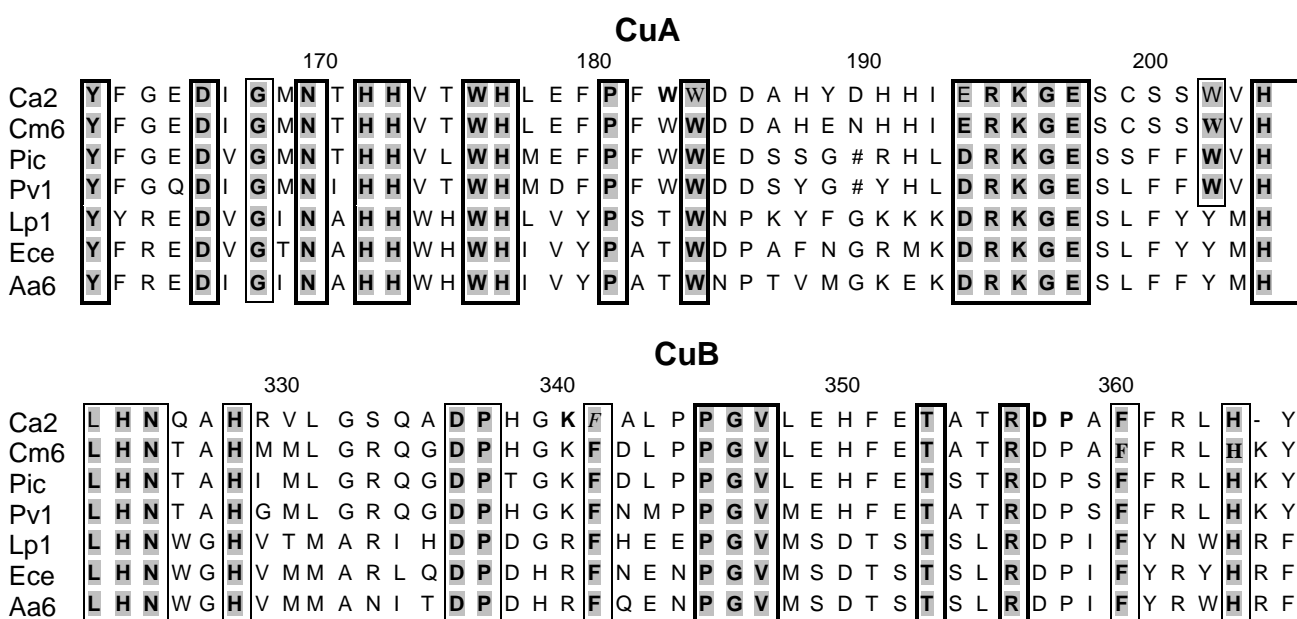 CuA
170 180 190 200
Ca2 Y F G E D I G M N T H H V T W H L E F P F W W D D A H Y D H H I E R K G E S C S S W V H
Cm6 Y F G E D I G M N T H H V T W H L E F P F W W D D A H E N H H I E R K G E S C S S W V H
Pic Y F G E D V G M N T H H V L W H M E F P F W W E D S S G # R H L D R K G E S S F F W V H
Pv1 Y F G Q D I G M N I H H V T W H M D F P F W W D D S Y G # Y H L D R K G E S L F F W V H
Lp1 Y Y R E D V G I N A H H W H W H L V Y P S T W N P K Y F G K K K D R K G E S L F Y Y M H
Ece Y F R E D V G T N A H H W H W H I V Y P A T W D P A F N G R M K D R K G E S L F Y Y M H
Aa6 Y F R E D I G I N A H H W H W H I V Y P A T W N P T V M G K E K D R K G E S L F F Y M H
CuB
330 340 350 360
Ca2 L H N Q A H R V L G S Q A D P H G K F A L P P G V L E H F E T A T R D P A F F R L H - Y
Cm6 L H N T A H M M L G R Q G D P H G K F D L P P G V L E H F E T A T R D P A F F R L H K Y
Pic L H N T A H I M L G R Q G D P T G K F D L P P G V L E H F E T S T R D P S F F R L H K Y
Pv1 L H N T A H G M L G R Q G D P H G K F N M P P G V M E H F E T A T R D P S F F R L H K Y
Lp1 L H N W G H V T M A R I H D P D G R F H E E P G V M S D T S T S L R D P I F Y N W H R F
Ece L H N W G H V M M A R L Q D P D H R F N E N P G V M S D T S T S L R D P I F Y R Y H R F
Aa6 L H N W G H V M M A N I T D P D H R F Q E N P G V M S D T S T S L R D P I F Y R W H R F